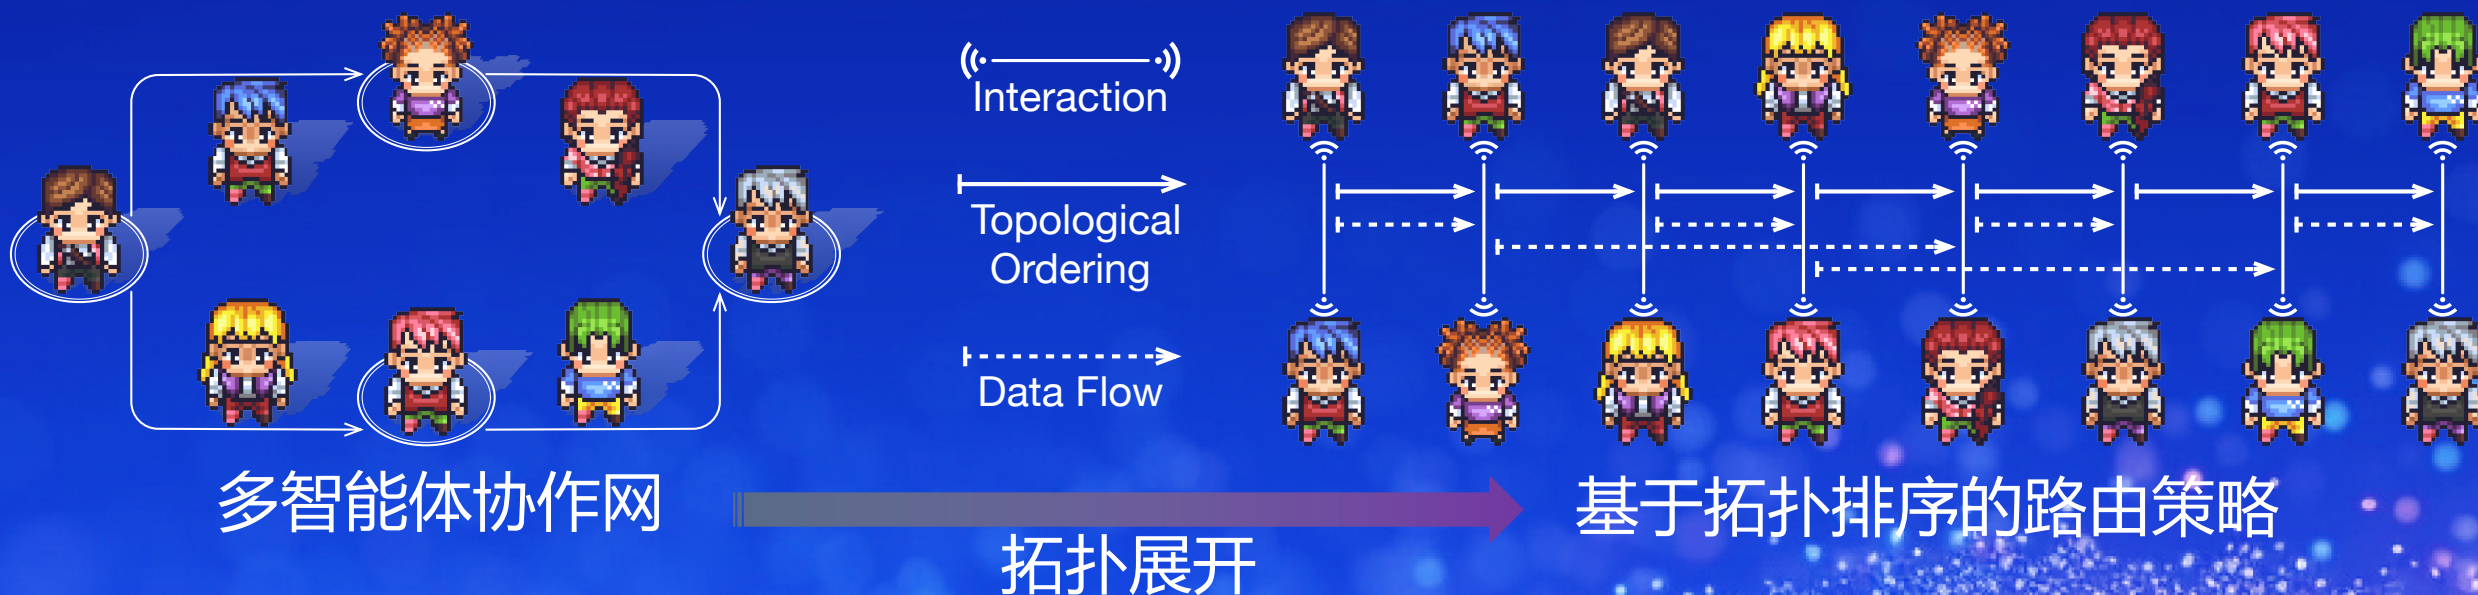 Interaction
Topological
Ordering
Data Flow
多智能体协作网
拓扑展开
基于拓扑排序的路由策略